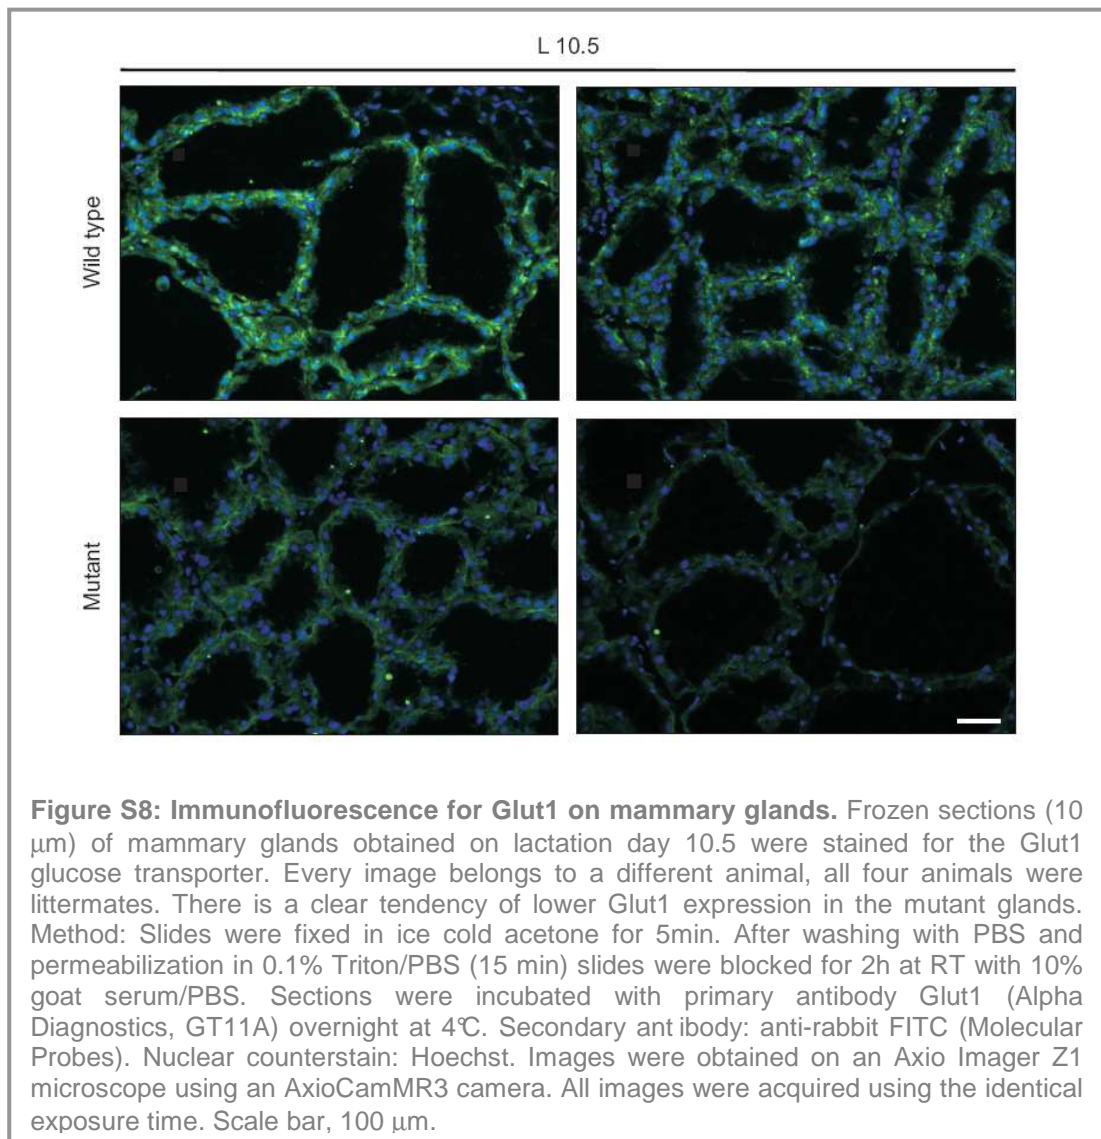 L 10.5
Wild type
Mutant
Figure S8: Immunofluorescence for Glut1 on mammary glands. Frozen sections (10
μm) of mammary glands obtained on lactation day 10.5 were stained for the Glut1
glucose transporter. Every image belongs to a different animal, all four animals were
littermates. There is a clear tendency of lower Glut1 expression in the mutant glands.
Method: Slides were fixed in ice cold acetone for 5min. After washing with PBS and
permeabilization in 0.1% Triton/PBS (15 min) slides were blocked for 2h at RT with 10%
goat serum/PBS. Sections were incubated with primary antibody Glut1 (Alpha
Diagnostics, GT11A) overnight at 4°C. Secondary ant ibody: anti-rabbit FITC (Molecular
Probes). Nuclear counterstain: Hoechst. Images were obtained on an Axio Imager Z1
microscope using an AxioCamMR3 camera. All images were acquired using the identical
exposure time. Scale bar, 100 μm.